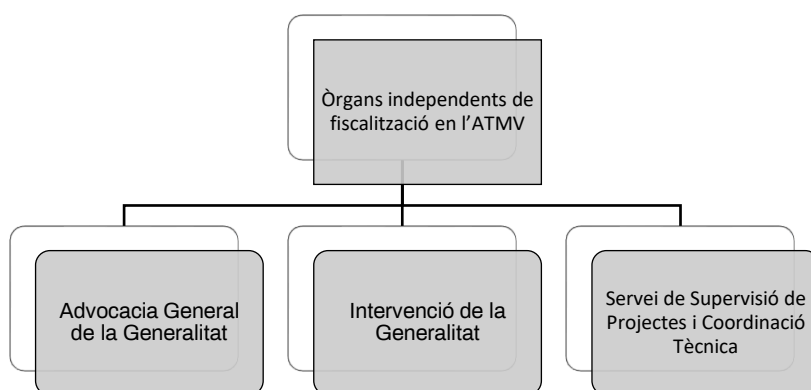 Òrgans independents de
fiscalització en l’ATMV
Advocacia General
de la Generalitat
Intervenció de la
Generalitat
Servei de Supervisió de
Projectes i Coordinació
Tècnica